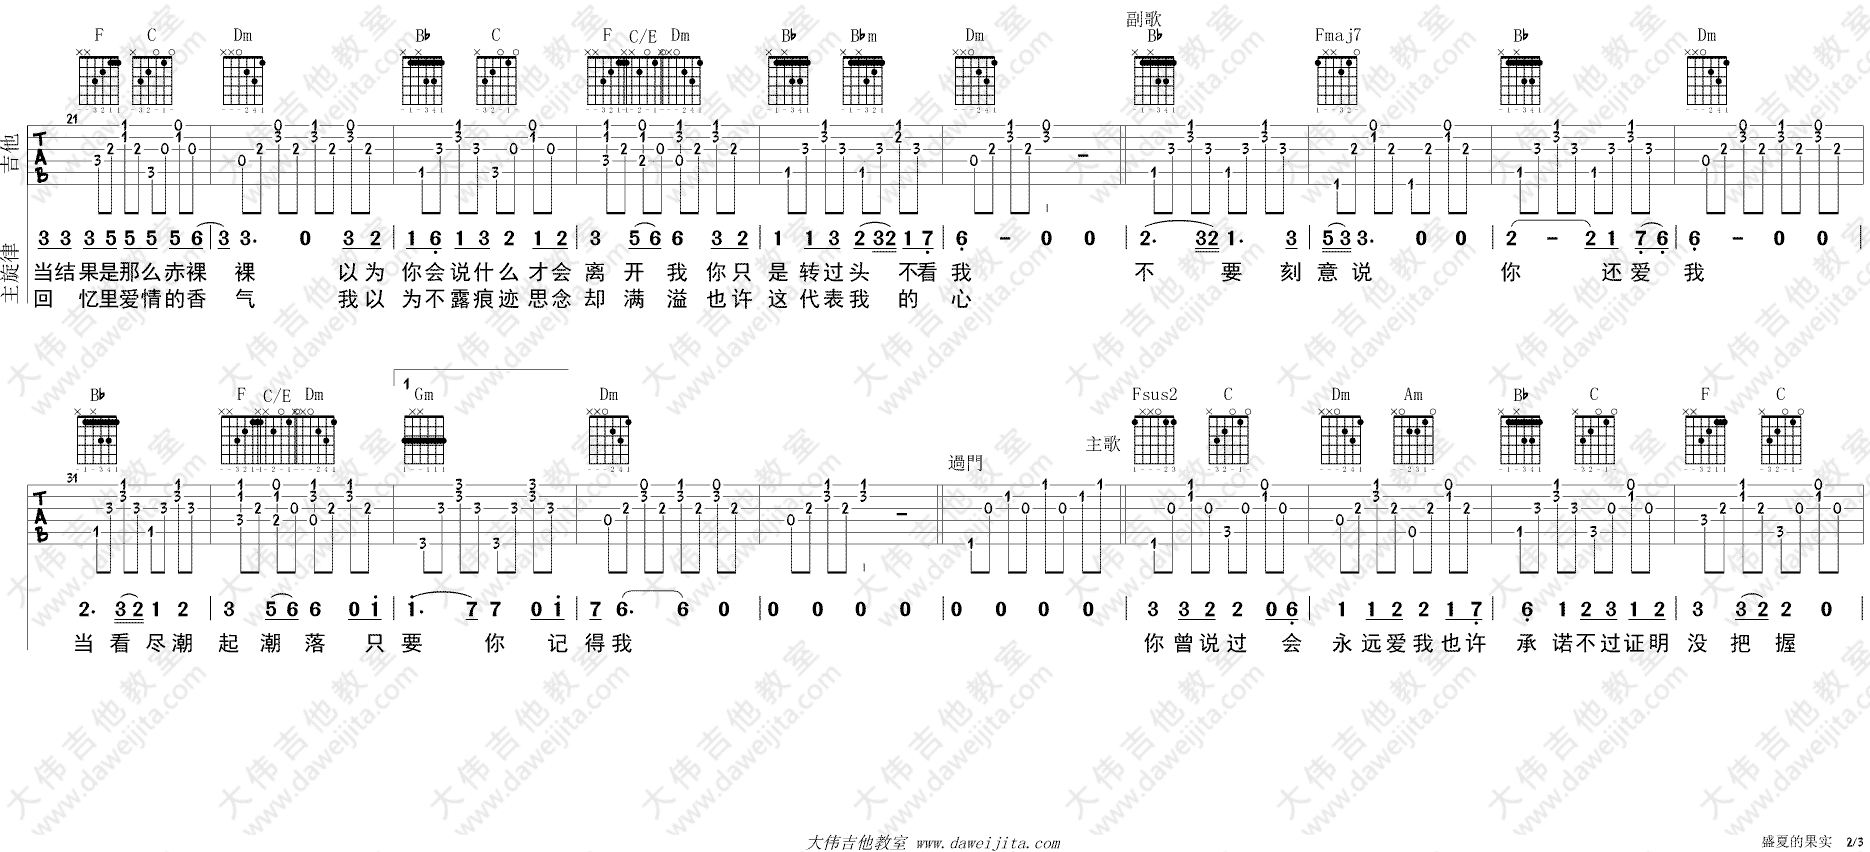 副歌
F C Dm B♭ C F C/E Dm B♭ B♭m Dm B♭ Fmaj7 B♭ Dm
21
吉他 TAB
主旋律
3 3 3 5 5 5 5 6 3 3. 0 3 2 1 6 1 3 2 1 2 3 5 6 6 3 2 1 1 3 2 3 2 1 7 6 - 0 0 2. 3 2 1. 3 5 3 3. 0 0 2 - 2 1 7 6 6 - 0 0
当结果是那么赤裸裸 以为你会说什么才会离开我你只是转过头不看我 不要刻意说 你还爱我
回忆里爱情的香气 我以为不露痕迹思念却满溢也许这代表我的心
B♭ F C/E Dm 1 Gm Dm Fsus2 C Dm Am B♭ C F C
過門 主歌
31
TAB
2. 3 2 1 2 3 5 6 6 0 1 1. 7 7 0 1 7 6. 6 0 0 0 0 0 0 0 0 0 3 3 2 2 0 6 1 1 2 2 1 7 6 1 2 3 1 2 3 3 2 2 0
当看尽潮起潮落只要你记得我 你曾说过会永远爱我也许承诺不过证明没把握
大伟吉他教室 www.daweijita.com
盛夏的果实 2/3